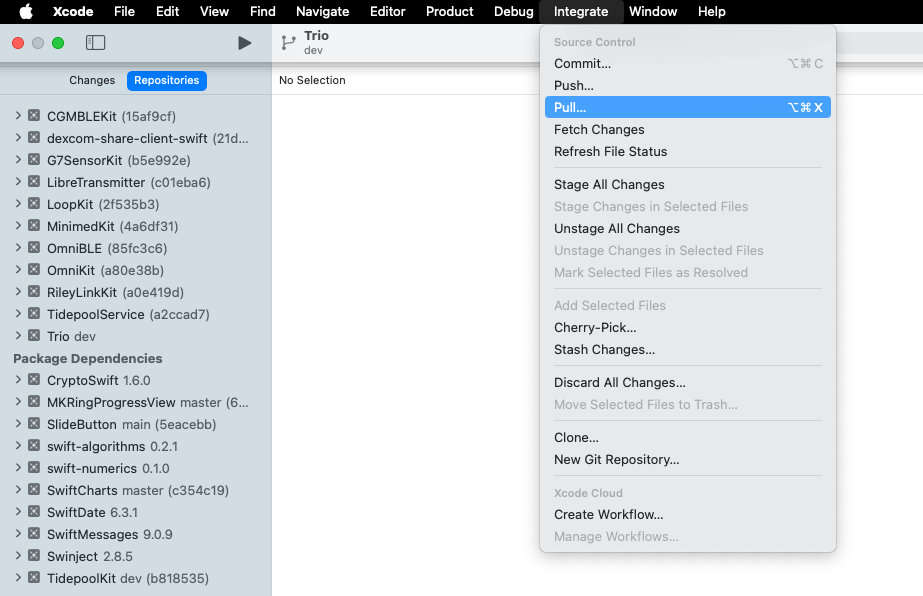 Xcode File Edit View Find Navigate Editor Product Debug Integrate Window Help
Trio
dev
Changes Repositories
No Selection
CGMBLEKit (15af9cf)
dexcom-share-client-swift (21d...
G7SensorKit (b5e992e)
LibreTransmitter (c01eba6)
LoopKit (2f535b3)
MinimedKit (4a6df31)
OmniBLE (85fc3c6)
OmniKit (a80e38b)
RileyLinkKit (a0e419d)
TidepoolService (a2ccad7)
Trio dev
Package Dependencies
CryptoSwift 1.6.0
MKRingProgressView master (6...
SlideButton main (5eacebb)
swift-algorithms 0.2.1
swift-numerics 0.1.0
SwiftCharts master (c354c19)
SwiftDate 6.3.1
SwiftMessages 9.0.9
Swinject 2.8.5
TidepoolKit dev (b818535)
Source Control
Commit... ⌥⌘C
Push...
Pull... ⌥⌘X
Fetch Changes
Refresh File Status
Stage All Changes
Stage Changes in Selected Files
Unstage All Changes
Unstage Changes in Selected Files
Mark Selected Files as Resolved
Add Selected Files
Cherry-Pick...
Stash Changes...
Discard All Changes...
Move Selected Files to Trash...
Clone...
New Git Repository...
Xcode Cloud
Create Workflow...
Manage Workflows...